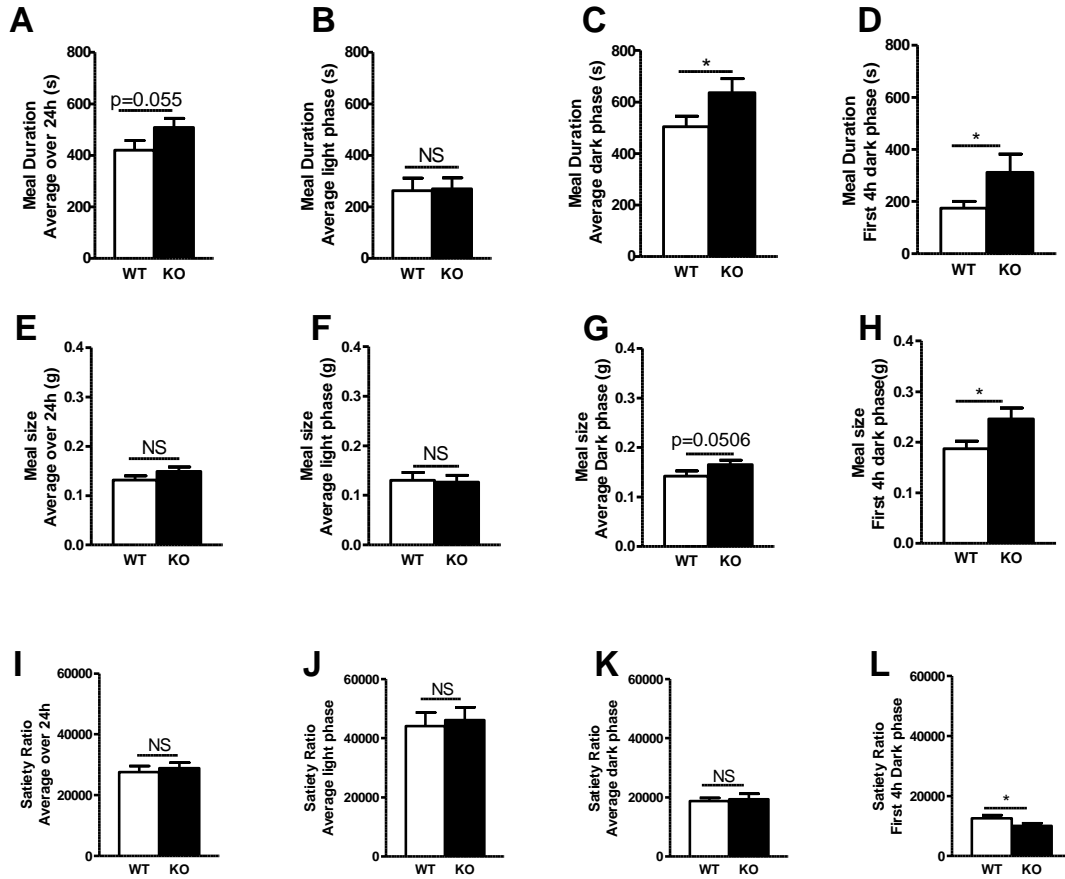 A
Meal Duration
Average over 24h (s)
800
600
400
200
0
p=0.055
WT KO
B
Meal Duration
Average light phase (s)
800
600
400
200
0
NS
WT KO
C
Meal Duration
Average dark phase (s)
800
600
400
200
0
*
WT KO
D
Meal Duration
First 4h dark phase (s)
800
600
400
200
0
*
WT KO
E
Meal size
Average over 24h (g)
0.4
0.3
0.2
0.1
0.0
NS
WT KO
F
Meal size
Average light phase (g)
0.4
0.3
0.2
0.1
0.0
NS
WT KO
G
Meal size
Average Dark phase (g)
0.4
0.3
0.2
0.1
0.0
p=0.0506
WT KO
H
Meal size
First 4h dark phase(g)
0.4
0.3
0.2
0.1
0.0
*
WT KO
I
Satiety Ratio
Average over 24h
60000
40000
20000
0
NS
WT KO
J
Satiety Ratio
Average light phase
60000
40000
20000
0
NS
WT KO
K
Satiety Ratio
Average dark phase
60000
40000
20000
0
NS
WT KO
L
Satiety Ratio
First 4h Dark phase
60000
40000
20000
0
*
WT KO